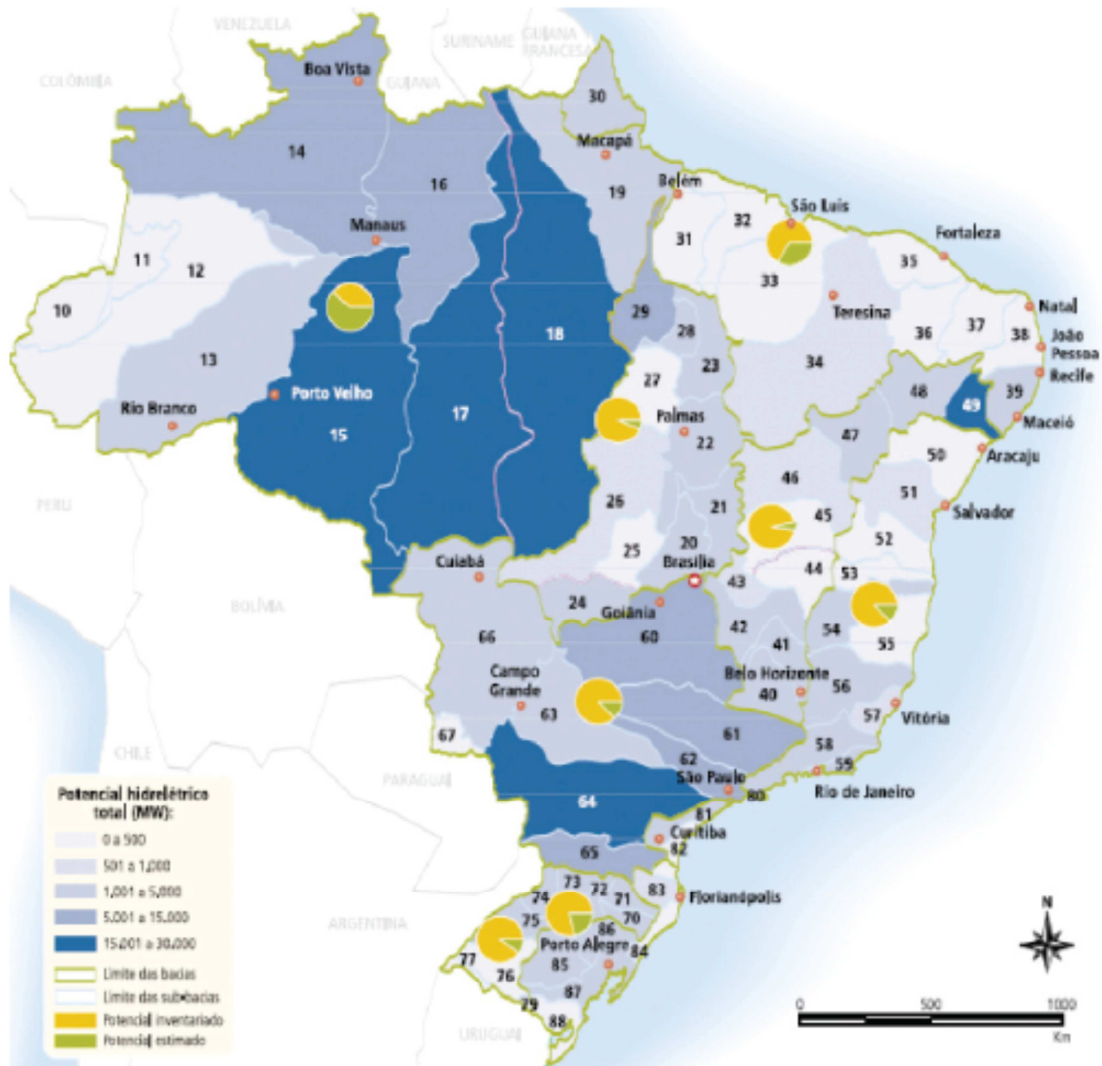 VENEZUELA
SURINAME
GUIANA
FRANCESA
COLÔMBIA
Boa Vista
GUIANA
30
14
Macapá
16
19
Belém
São Luis
32
Manaus
31
Fortaleza
11
12
35
33
10
29
Teresina
Natal
28
18
36
37
38
João
Pessoa
13
23
34
27
Recife
48
49
39
Porto Velho
Palmas
Rio Branco
Maceió
15
17
22
47
Aracaju
50
46
PERU
26
21
45
51
Salvador
25
20
52
Cuiabá
Brasília
44
53
43
BOLÍVIA
24
Goiânia
42
54
66
60
41
55
Campo
Grande
Belo Horizonte
56
40
63
57
Vitória
67
61
58
CHILE
62
59
PARAGUAI
São Paulo
80
Rio de Janeiro
64
81
Curitiba
82
65
73
72
83
74
71
Florianópolis
ARGENTINA
75
70
86
Porto Alegre
84
77
76
85
87
79
88
URUGUAI
Potencial hidrelétrico
total (MW):
0 a 500
501 a 1,000
1,001 a 5,000
5.001 a 15.000
15.001 a 30.000
Limite das bacias
Limite das sub-bacias
Potencial inventariado
Potencial estimado
N
0 500 1000
Km